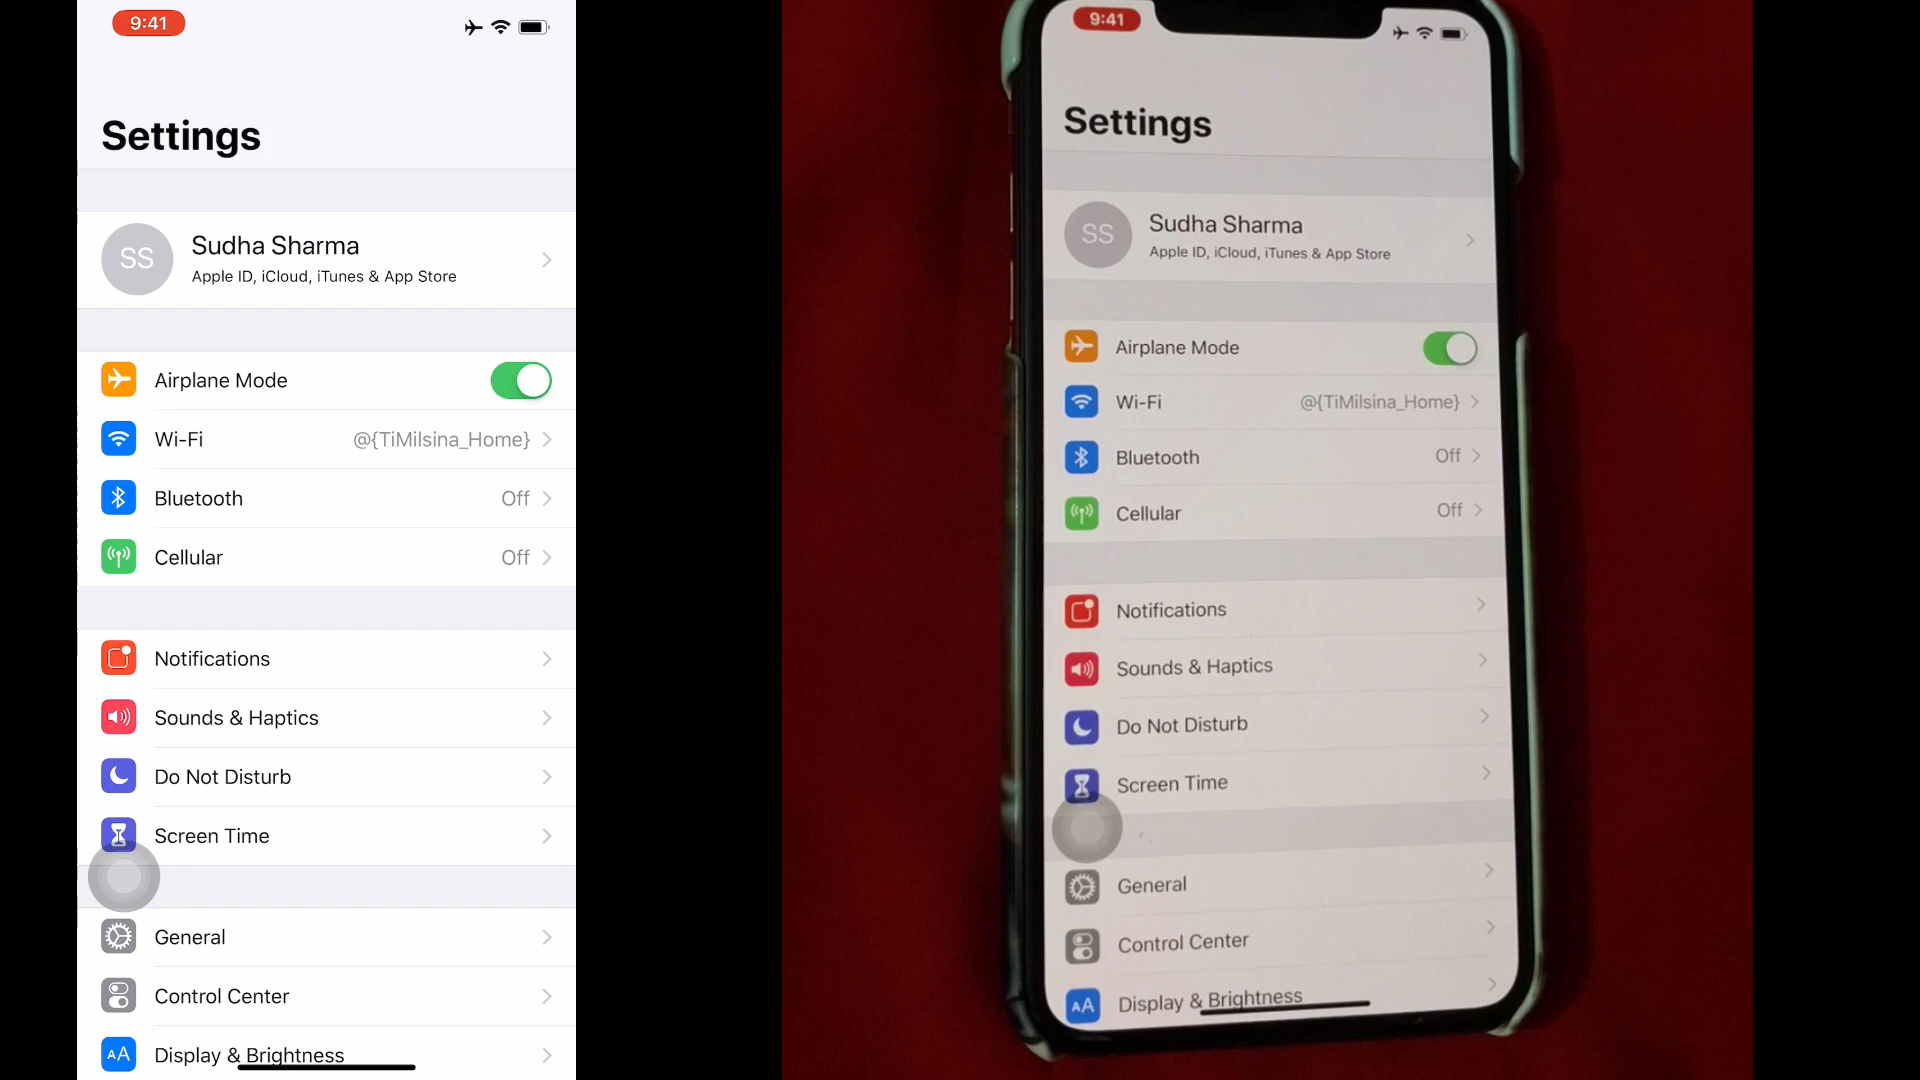 9:41
Settings
SS
Sudha Sharma
Apple ID, iCloud, iTunes & App Store
Airplane Mode
Wi-Fi @{TiMilsina_Home}
Bluetooth Off
Cellular Off
Notifications
Sounds & Haptics
Do Not Disturb
Screen Time
General
Control Center
AA Display & Brightness
9:41
Settings
SS
Sudha Sharma
Apple ID, iCloud, iTunes & App Store
Airplane Mode
Wi-Fi @{TiMilsina_Home}
Bluetooth Off
Cellular Off
Notifications
Sounds & Haptics
Do Not Disturb
Screen Time
General
Control Center
AA Display & Brightness